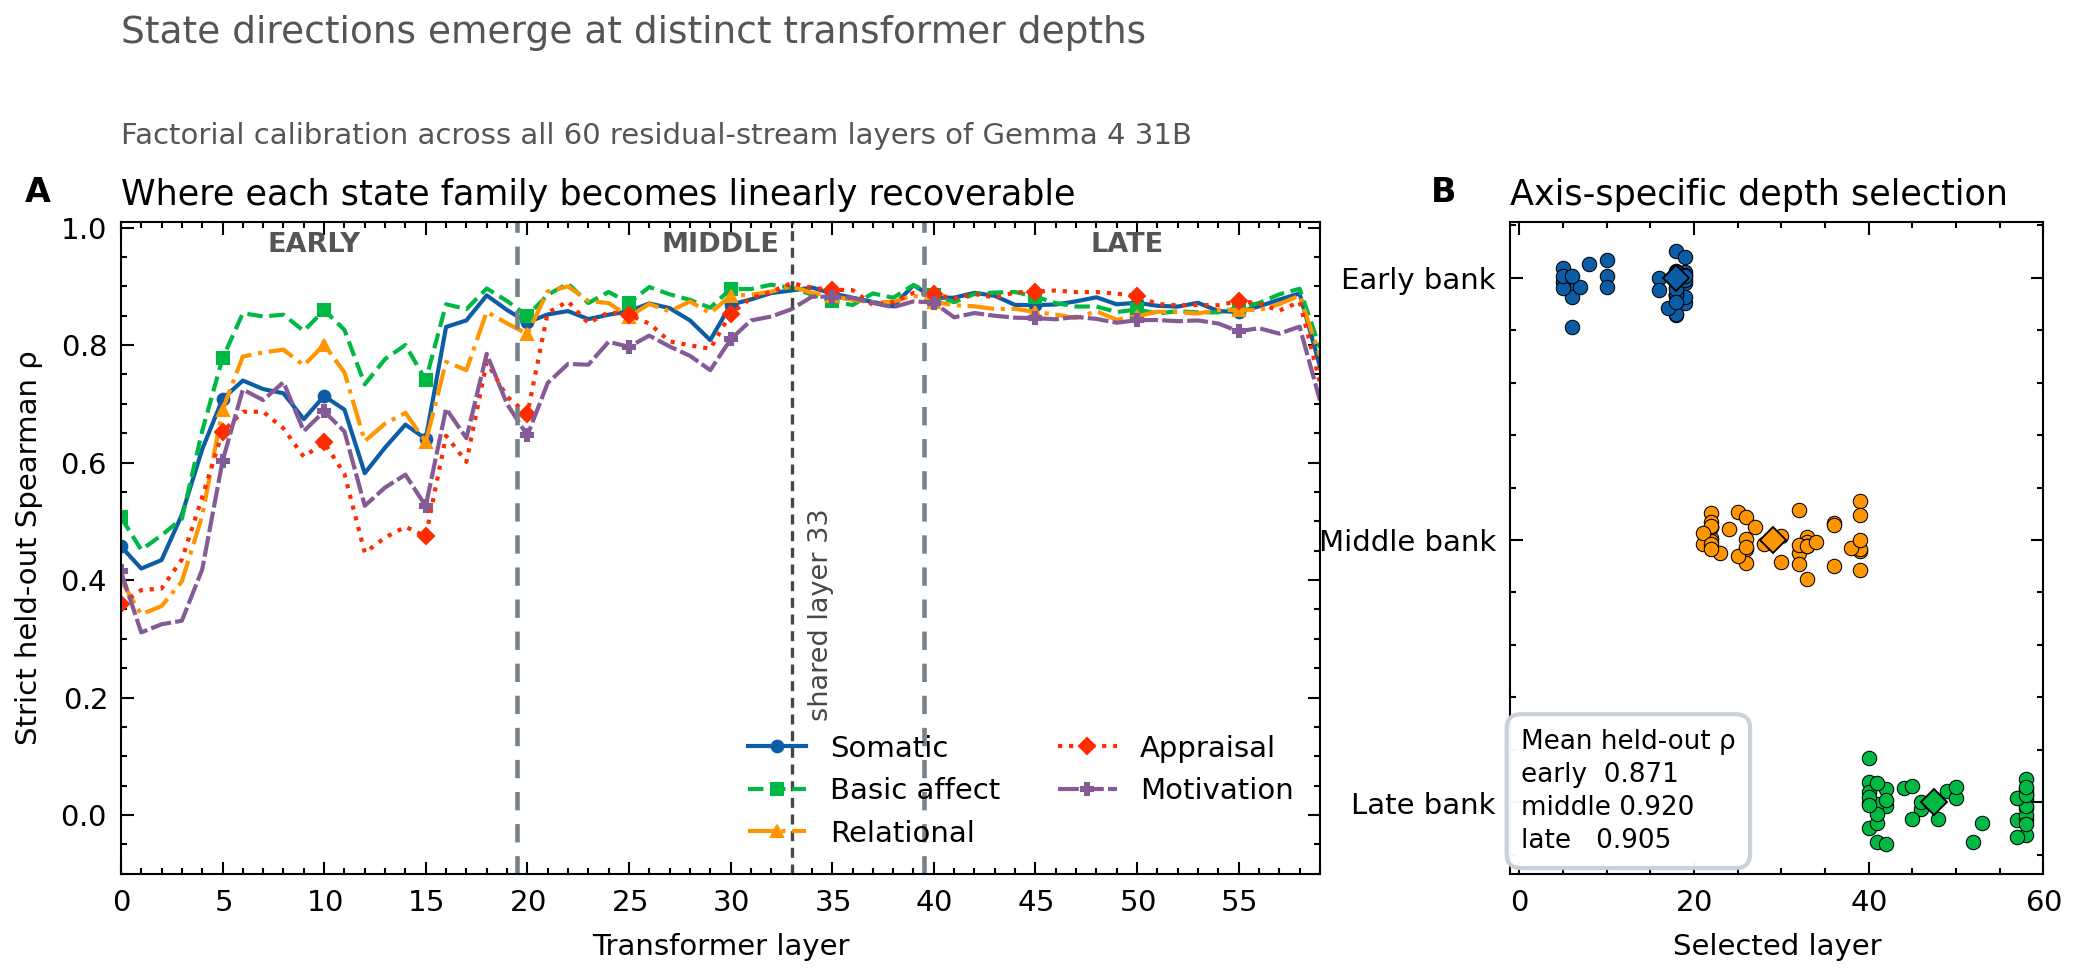 State directions emerge at distinct transformer depths
Factorial calibration across all 60 residual-stream layers of Gemma 4 31B
A
Where each state family becomes linearly recoverable
EARLY
MIDDLE
LATE
shared layer 33
Strict held-out Spearman ρ
1.0
0.8
0.6
0.4
0.2
0.0
Somatic
Basic affect
Relational
Appraisal
Motivation
0 5 10 15 20 25 30 35 40 45 50 55
Transformer layer
B
Axis-specific depth selection
Early bank
Middle bank
Late bank
Mean held-out ρ
early 0.871
middle 0.920
late 0.905
0 20 40 60
Selected layer